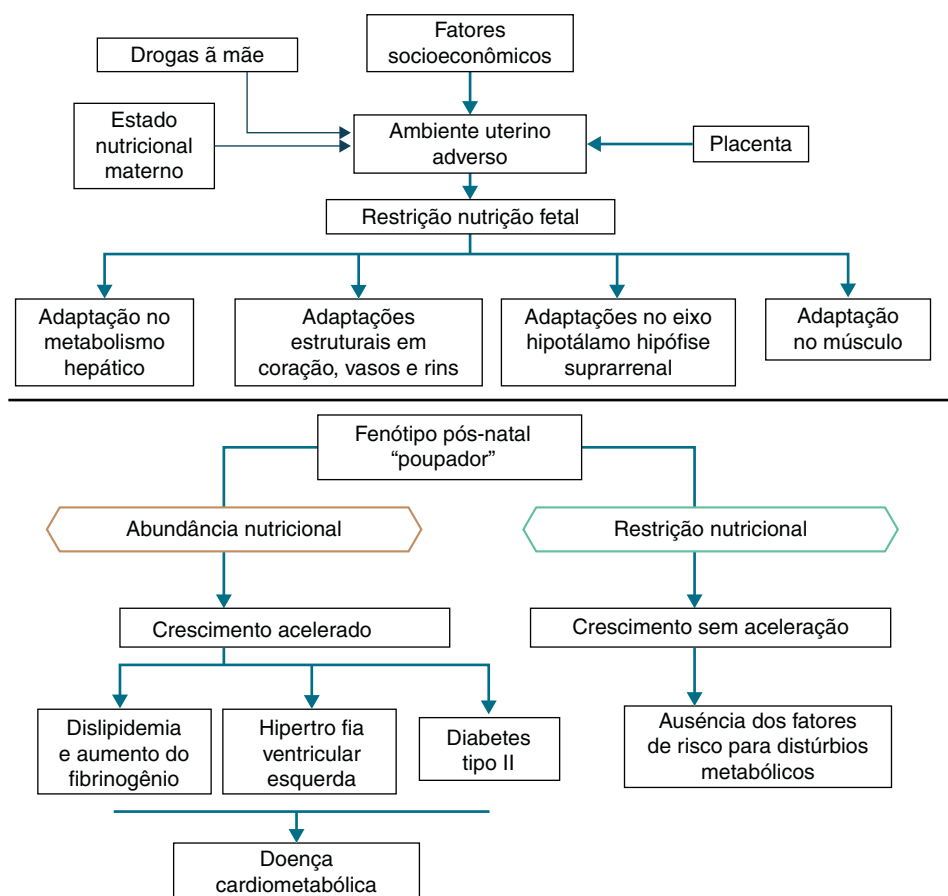 Fatores
socioeconômicos
Drogas ã mãe
Estado
nutricional
materno
Ambiente uterino
adverso
Placenta
Restrição nutrição fetal
Adaptação no
metabolismo
hepático
Adaptações
estruturais em
coração, vasos e rins
Adaptações no eixo
hipotálamo hipófise
suprarrenal
Adaptação
no músculo
Fenótipo pós-natal
“poupador”
Abundância nutricional
Restrição nutricional
Crescimento acelerado
Crescimento sem aceleração
Dislipidemia
e aumento do
fibrinogênio
Hipertro fia
ventricular
esquerda
Diabetes
tipo II
Auséncia dos fatores
de risco para distúrbios
metabólicos
Doença
cardiometabólica